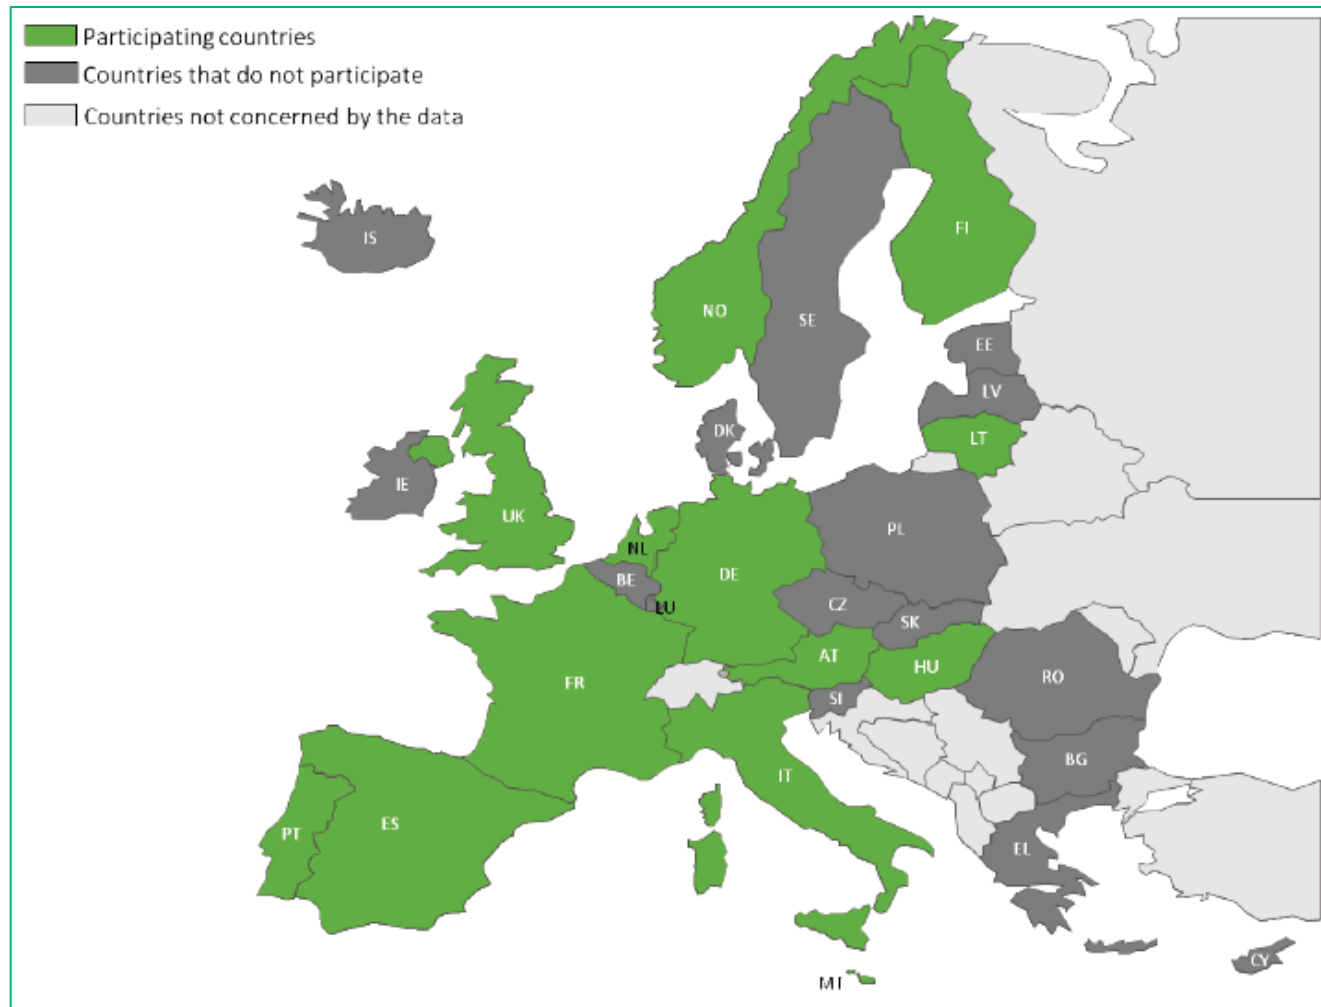 Participating countries
Countries that do not participate
Countries not concerned by the data
IS
FI
NO
SE
EE
LV
DK
LT
IE
UK
PL
NL
DE
BE
LU
CZ
SK
AT
HU
FR
SI
RO
BG
IT
PT
ES
EL
CY
MT